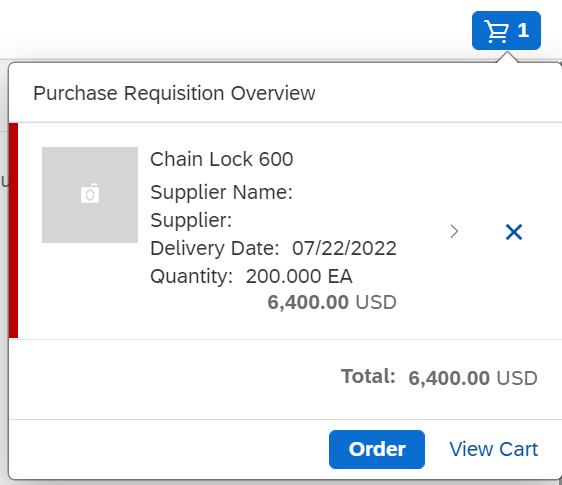 1
Purchase Requisition Overview
Chain Lock 600
Supplier Name:
Supplier:
Delivery Date: 07/22/2022
Quantity: 200.000 EA
6,400.00 USD
Total: 6,400.00 USD
Order View Cart